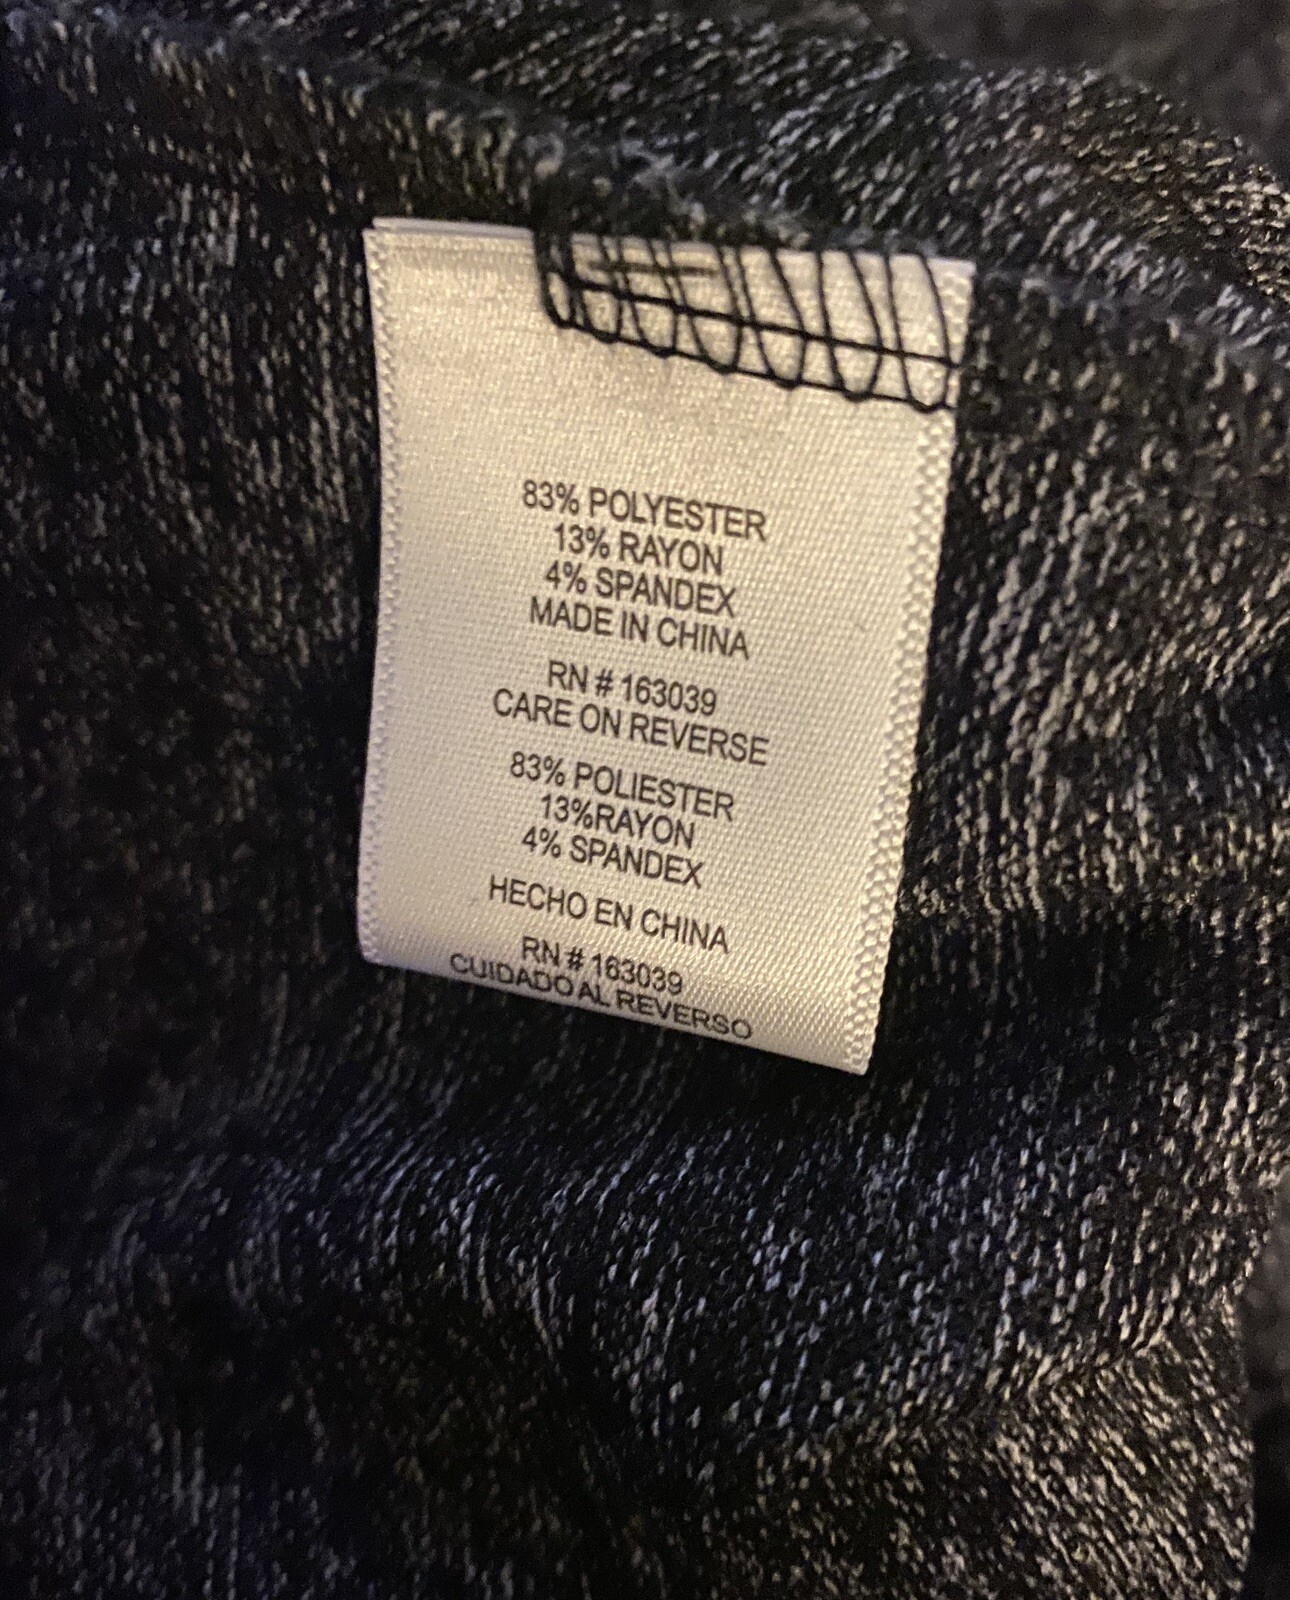 83% POLYESTER
13% RAYON
4% SPANDEX
MADE IN CHINA
RN # 163039
CARE ON REVERSE
83% POLIESTER
13%RAYON
4% SPANDEX
HECHO EN CHINA
RN # 163039
CUIDADO AL REVERSO